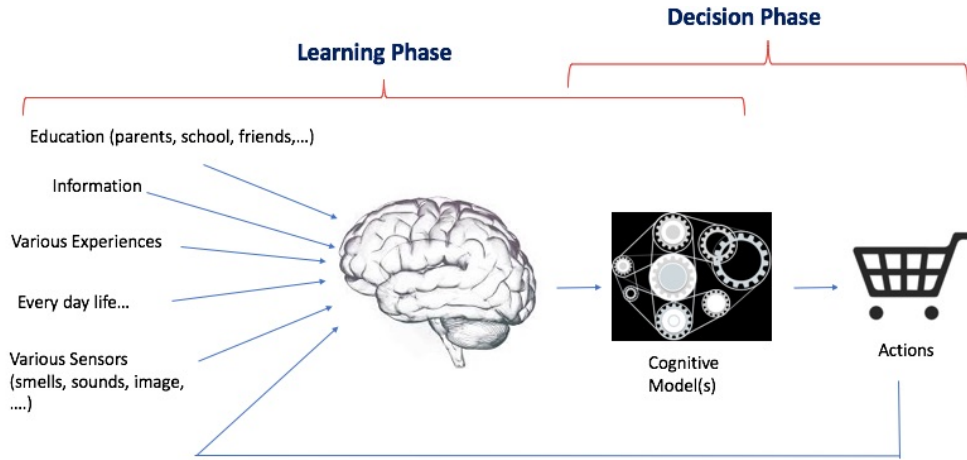 Decision Phase
Learning Phase
Education (parents, school, friends,...)
Information
Various Experiences
Every day life...
Various Sensors
(smells, sounds, image,
....)
Cognitive
Model(s)
Actions